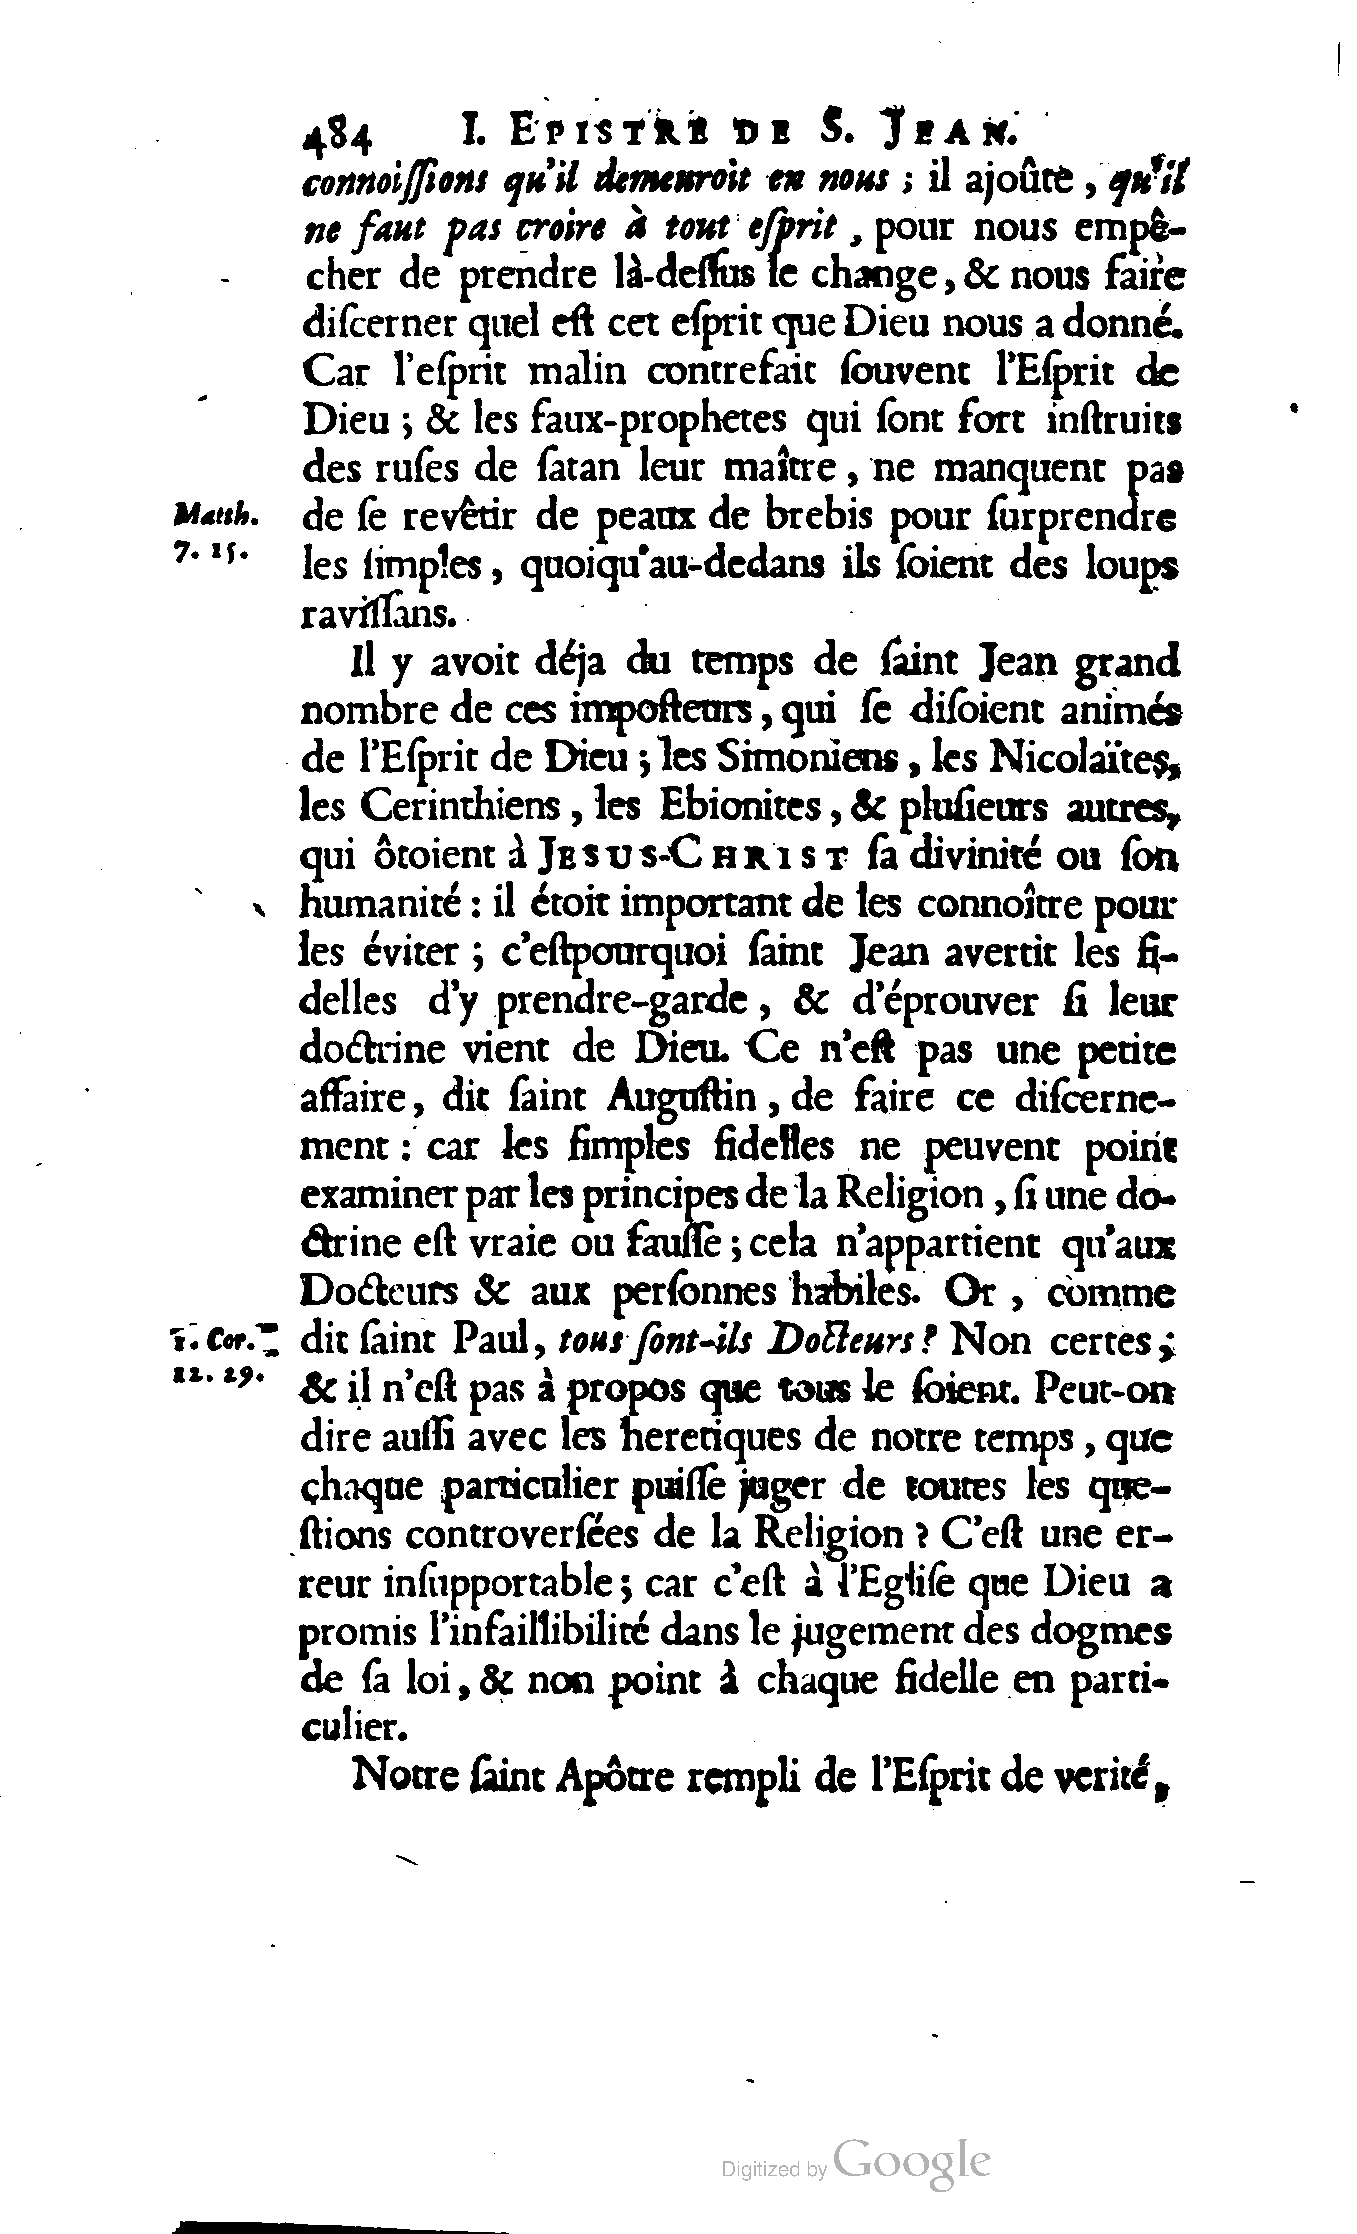 484 I. EPISTRE DE S. JEAN.
connoiſſions qu'il demeuroit en nous ; il ajoûte , qu'il
ne faut pas croire à tout eſprit , pour nous empê-
cher de prendre là-deſſus le change, & nous faire
diſcerner quel eſt cet eſprit que Dieu nous a donné.
Car l'eſprit malin contrefait ſouvent l'Eſprit de
Dieu ; & les faux-prophetes qui ſont fort inſtruits
des ruſes de ſatan leur maître , ne manquent pas
Matth. de ſe revêtir de peaux de brebis pour ſurprendre
7. 15. les ſimples, quoiqu'au-dedans ils ſoient des loups
raviſſans.
Il y avoit déja du temps de ſaint Jean grand
nombre de ces impoſteurs, qui ſe diſoient animés
de l'Eſprit de Dieu ; les Simoniens, les Nicolaïtes,
les Cerinthiens, les Ebionites, & pluſieurs autres,
qui ôtoient à JESUS-CHRIST ſa divinité ou ſon
humanité : il étoit important de les connoître pour
les éviter ; c'eſtpourquoi ſaint Jean avertit les fi-
delles d'y prendre-garde, & d'éprouver ſi leur
doctrine vient de Dieu. Ce n'eſt pas une petite
affaire, dit ſaint Auguſtin, de faire ce diſcerne-
ment : car les ſimples fidelles ne peuvent point
examiner par les principes de la Religion, ſi une do-
ctrine eſt vraie ou fauſſe ; cela n'appartient qu'aux
Docteurs & aux perſonnes habiles. Or , comme
1. Cor. dit ſaint Paul, tous ſont-ils Docteurs ? Non certes ;
12. 29. & il n'eſt pas à propos que tous le ſoient. Peut-on
dire auſſi avec les heretiques de notre temps, que
chaque particulier puiſſe juger de toutes les que-
ſtions controverſées de la Religion ? C'eſt une er-
reur inſupportable; car c'eſt à l'Egliſe que Dieu a
promis l'infaillibilité dans le jugement des dogmes
de ſa loi, & non point à chaque fidelle en parti-
culier.
Notre ſaint Apôtre rempli de l'Eſprit de verité,
Digitized by Google